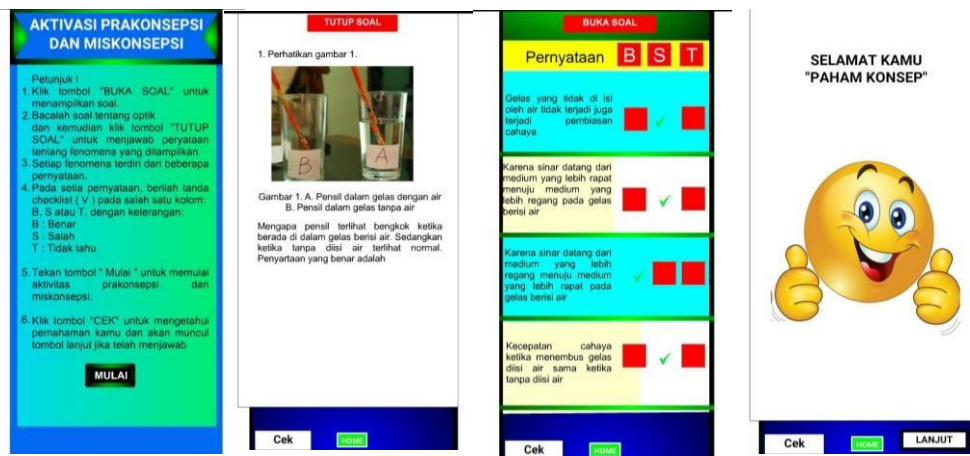 AKTIVASI PRAKONSEPSI
DAN MISKONSEPSI
Petunjuk !
1. Klik tombol "BUKA SOAL" untuk
menampilkan soal.
2. Bacalah soal tentang optik
dan kemudian klik tombol "TUTUP
SOAL" untuk menjawab peryataan
tentang fenomena yang ditampilkan.
3. Setiap fenomena terdiri dari beberapa
pernyataan.
4. Pada setia pernyataan, berilah tanda
checklist ( V ) pada salah satu kolom:
B, S atau T, dengan keterangan:
B : Benar
S : Salah
T : Tidak tahu
5. Tekan tombol " Mulai " untuk memulai
aktivitas prakonsepsi dan
miskonsepsi.
6. Klik tombol "CEK" untuk mengetahui
pemahaman kamu dan akan muncul
tombol lanjut jika telah menjawab
MULAI
TUTUP SOAL
1. Perhatikan gambar 1.
B
A
Gambar 1. A. Pensil dalam gelas dengan air
B. Pensil dalam gelas tanpa air
Mengapa pensil terlihat bengkok ketika
berada di dalam gelas berisi air. Sedangkan
ketika tanpa diisi air terlihat normal.
Penyartaan yang benar adalah
Cek
HOME
BUKA SOAL
Pernyataan B S T
Gelas yang tidak di isi
oleh air tidak terjadi juga
terjadi pembiasan
cahaya
Karena sinar datang dari
medium yang lebih rapat
menuju medium yang
lebih regang pada gelas
berisi air
Karena sinar datang dari
medium yang lebih
regang menuju medium
yang lebih rapat pada
gelas berisi air
Kecepatan cahaya
ketika menembus gelas
diisi air sama ketika
tanpa diisi air
Cek
HOME
SELAMAT KAMU
"PAHAM KONSEP"
Cek
HOME
LANJUT